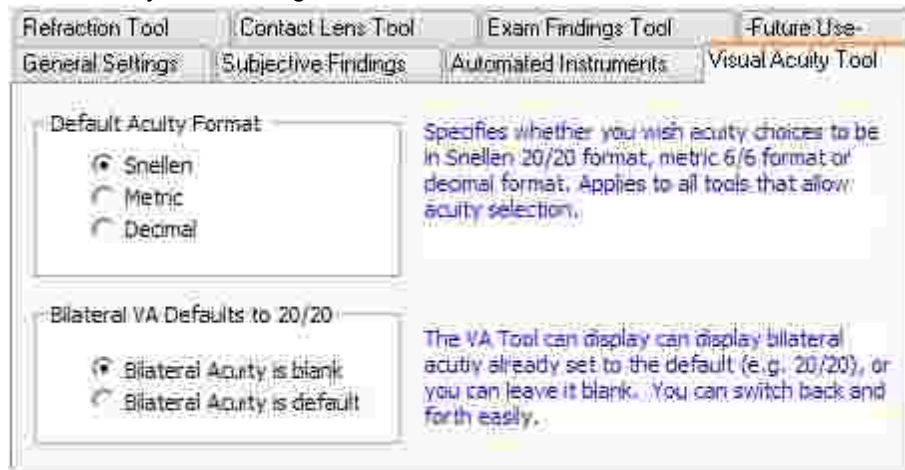 Refraction Tool Contact Lens Tool Exam Findings Tool -Future Use-
General Settings Subjective Findings Automated Instruments Visual Acuity Tool
Default Acuity Format
Snellen
Metric
Decimal
Specifies whether you wish acuity choices to be
in Snellen 20/20 format, metric 6/6 format or
decimal format. Applies to all tools that allow
acuity selection.
Bilateral VA Defaults to 20/20
Bilateral Acuity is blank
Bilateral Acuity is default
The VA Tool can display can display bilateral
acutiy already set to the default (e.g. 20/20), or
you can leave it blank. You can switch back and
forth easily.